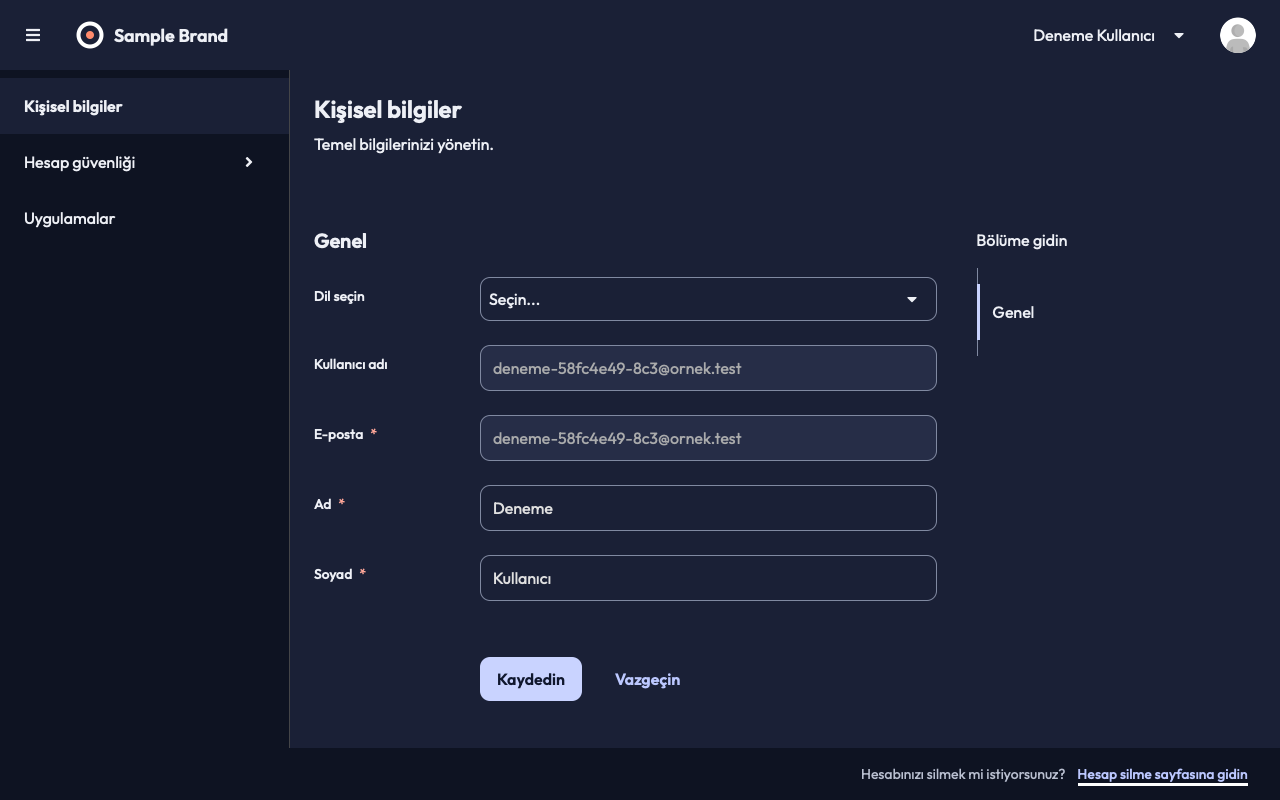 Sample Brand
Deneme Kullanıcı
Kişisel bilgiler
Hesap güvenliği
Uygulamalar
Kişisel bilgiler
Temel bilgilerinizi yönetin.
Genel
Dil seçin
Seçin...
Kullanıcı adı
deneme-58fc4e49-8c3@ornek.test
E-posta *
deneme-58fc4e49-8c3@ornek.test
Ad *
Deneme
Soyad *
Kullanıcı
Kaydedin Vazgeçin
Bölüme gidin
Genel
Hesabınızı silmek mi istiyorsunuz? Hesap silme sayfasına gidin